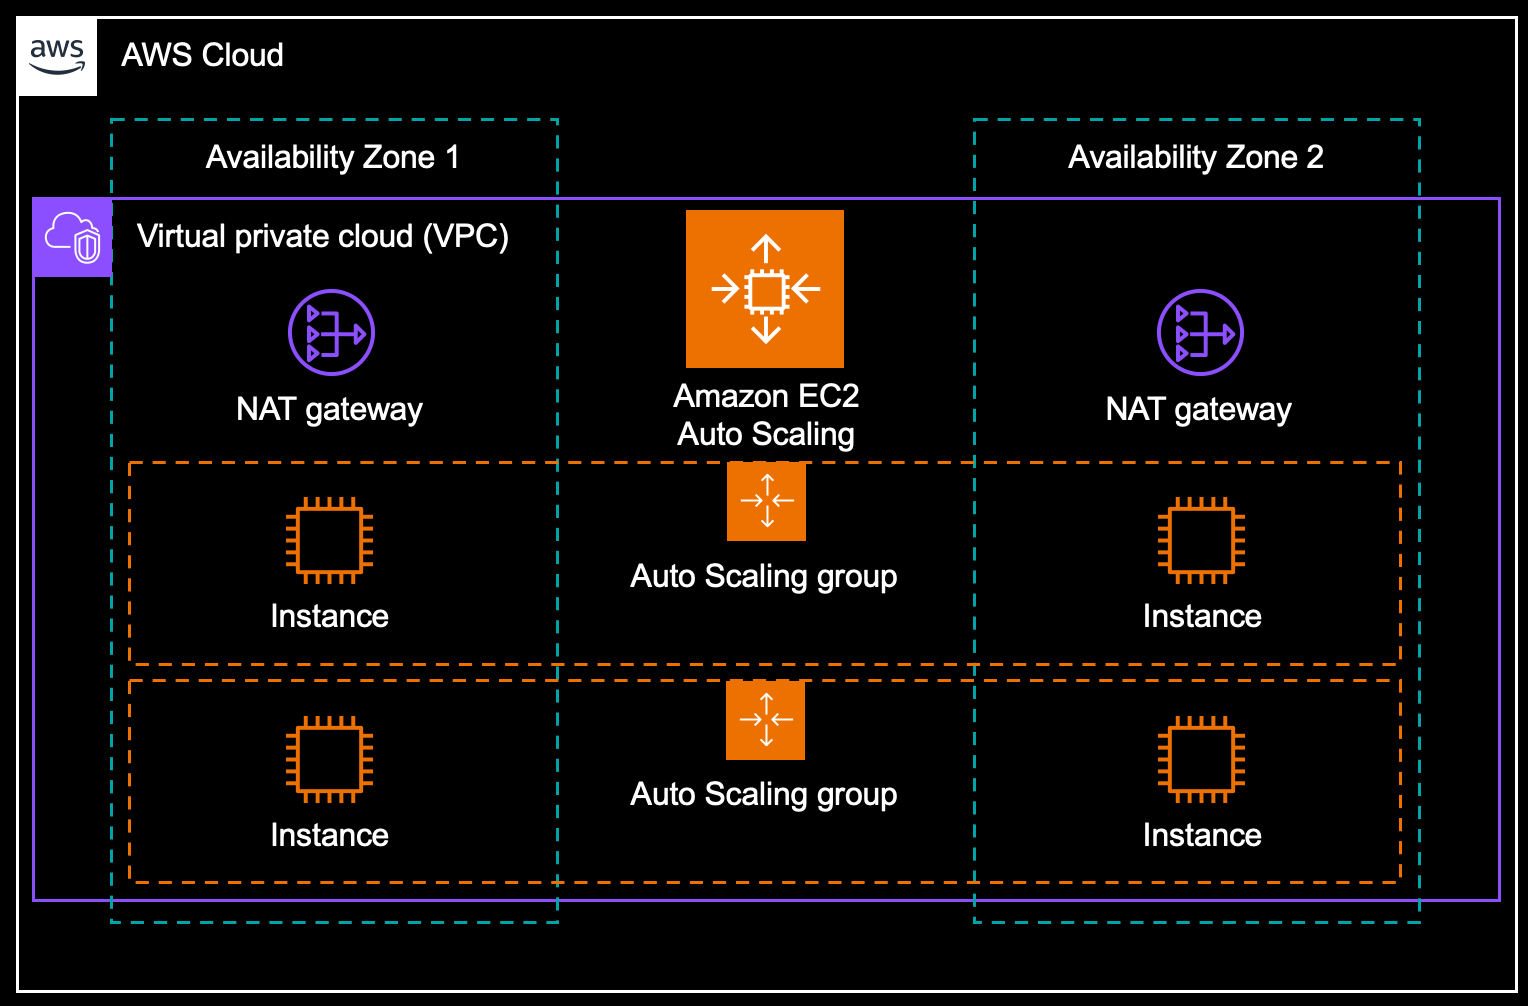 aws
AWS Cloud
Availability Zone 1
Availability Zone 2
Virtual private cloud (VPC)
NAT gateway
Amazon EC2
Auto Scaling
NAT gateway
Instance
Auto Scaling group
Instance
Instance
Auto Scaling group
Instance